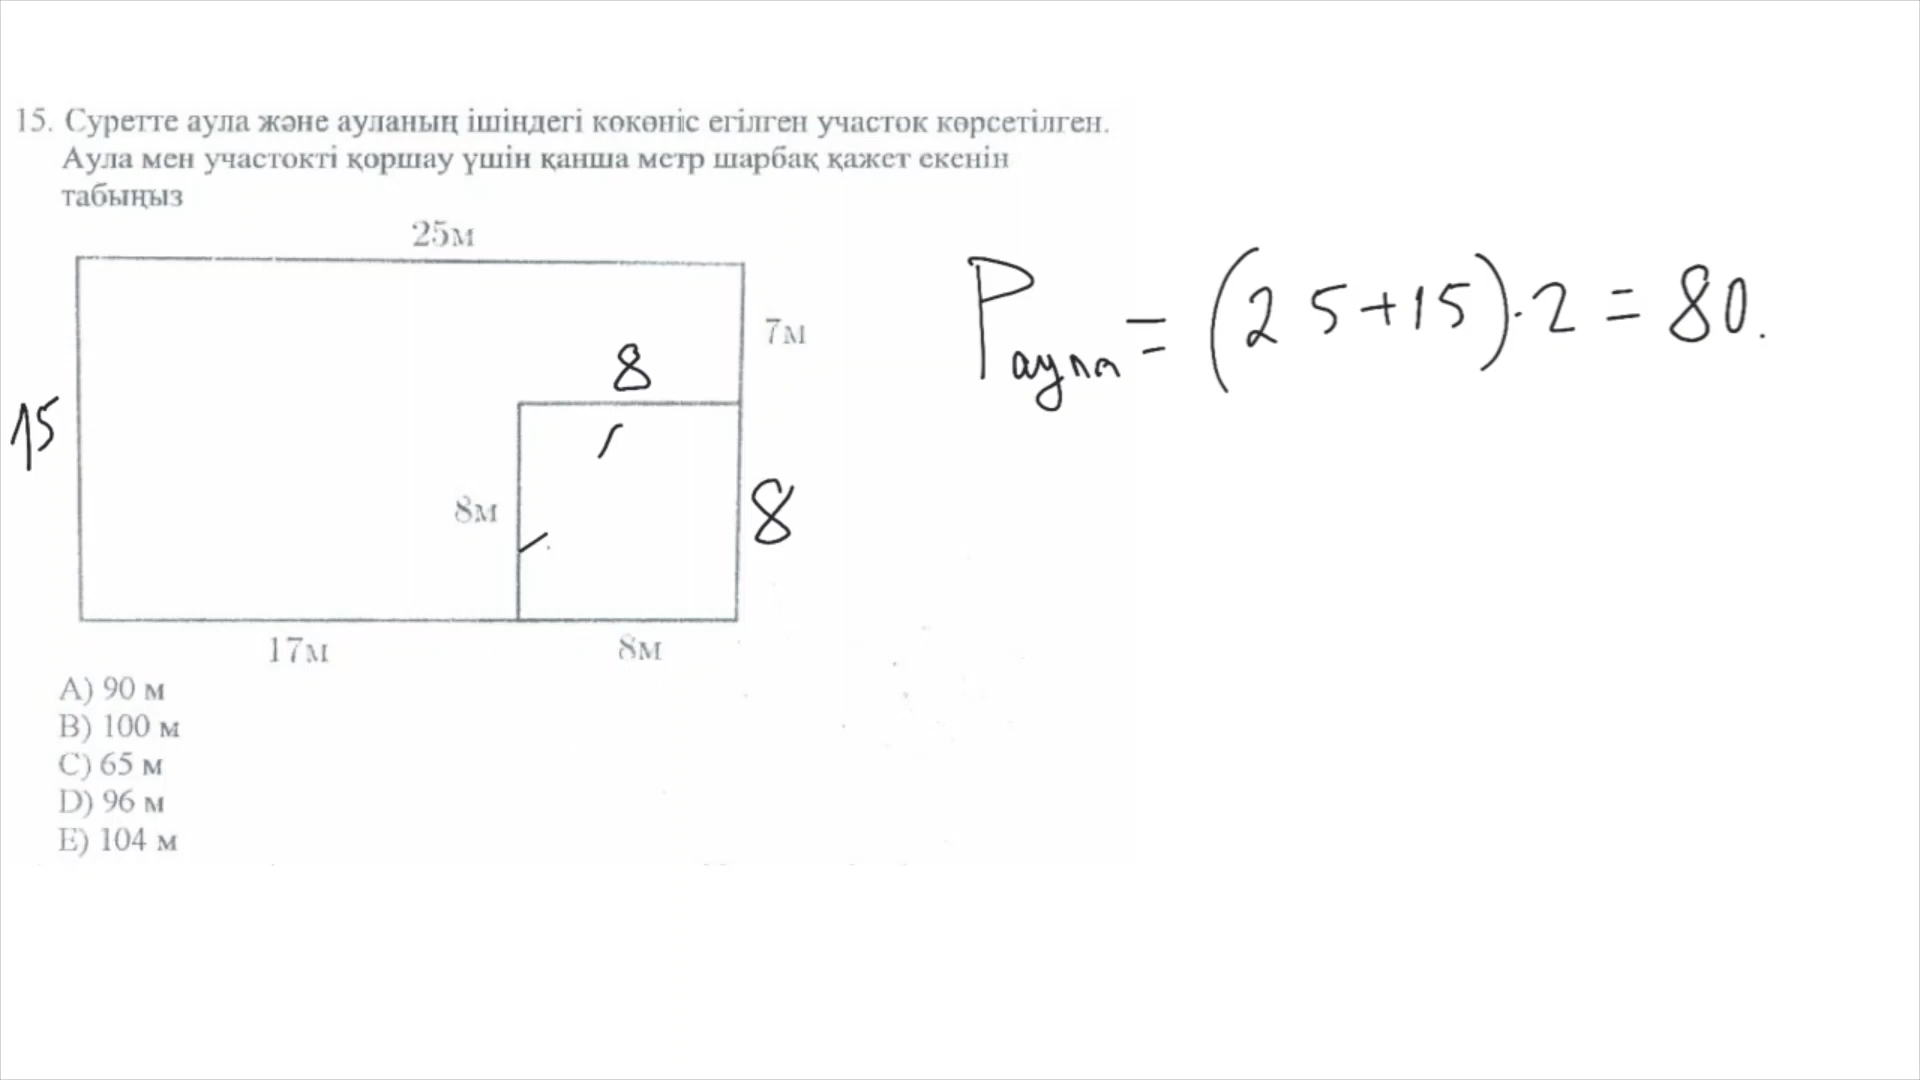 15. Суретте аула және ауланың ішіндегі көкөніс егілген участок көрсетілген.
Аула мен участокті қоршау үшін қанша метр шарбақ қажет екенін
табыңыз
25м
7м
8
15
8м
8
17м
8м
A) 90 м
B) 100 м
C) 65 м
D) 96 м
E) 104 м
P аула = (25+15)·2 = 80.